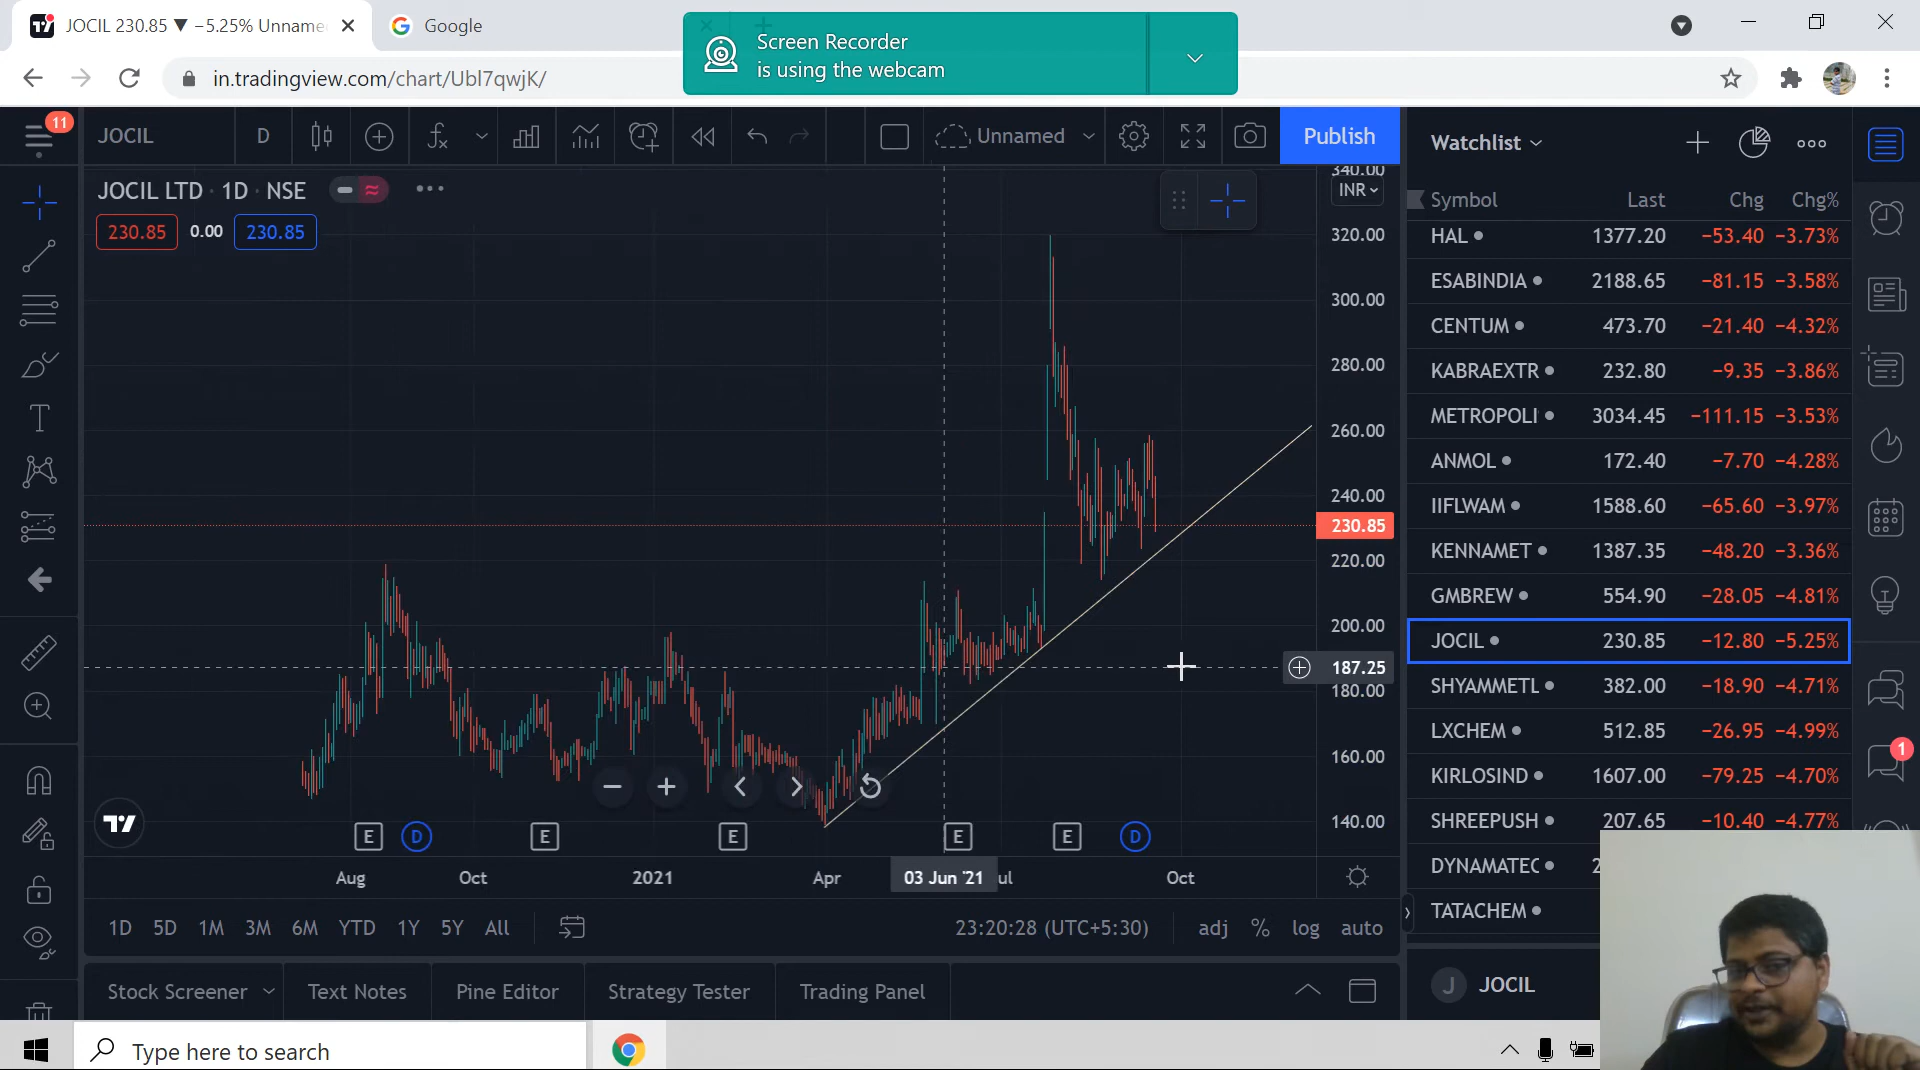 JOCIL 230.85 ▼ −5.25% Unname
Google
Screen Recorder
is using the webcam
in.tradingview.com/chart/Ubl7qwjK/
11
JOCIL
D
Unnamed
Publish
Watchlist
JOCIL LTD · 1D · NSE
230.85 0.00 230.85
INR
340.00
320.00
300.00
280.00
260.00
240.00
230.85
220.00
200.00
187.25
180.00
160.00
140.00
E D E E E E D
Aug Oct 2021 Apr 03 Jun '21 ul Oct
1D 5D 1M 3M 6M YTD 1Y 5Y All
23:20:28 (UTC+5:30) adj % log auto
Stock Screener Text Notes Pine Editor Strategy Tester Trading Panel
Symbol Last Chg Chg%
HAL 1377.20 −53.40 −3.73%
ESABINDIA 2188.65 −81.15 −3.58%
CENTUM 473.70 −21.40 −4.32%
KABRAEXTR 232.80 −9.35 −3.86%
METROPOLI 3034.45 −111.15 −3.53%
ANMOL 172.40 −7.70 −4.28%
IIFLWAM 1588.60 −65.60 −3.97%
KENNAMET 1387.35 −48.20 −3.36%
GMBREW 554.90 −28.05 −4.81%
JOCIL 230.85 −12.80 −5.25%
SHYAMMETL 382.00 −18.90 −4.71%
LXCHEM 512.85 −26.95 −4.99%
KIRLOSIND 1607.00 −79.25 −4.70%
SHREEPUSH 207.65 −10.40 −4.77%
DYNAMATEC 2
TATACHEM
J JOCIL
1
Type here to search